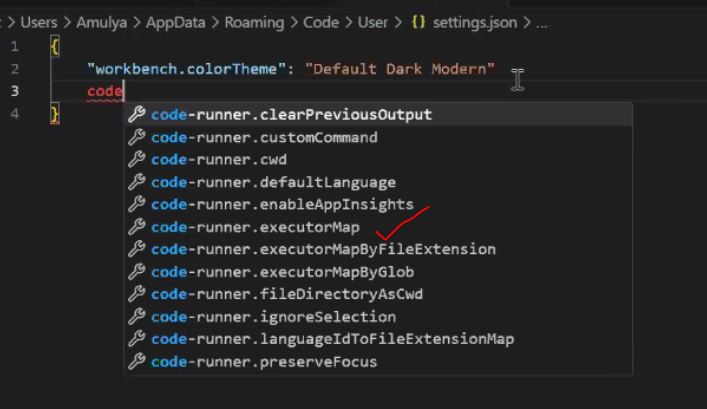 Users > Amulya > AppData > Roaming > Code > User > {} settings.json > ...
1 {
2 "workbench.colorTheme": "Default Dark Modern"
3 code
4 }
code-runner.clearPreviousOutput
code-runner.customCommand
code-runner.cwd
code-runner.defaultLanguage
code-runner.enableAppInsights
code-runner.executorMap
code-runner.executorMapByFileExtension
code-runner.executorMapByGlob
code-runner.fileDirectoryAsCwd
code-runner.ignoreSelection
code-runner.languageIdToFileExtensionMap
code-runner.preserveFocus